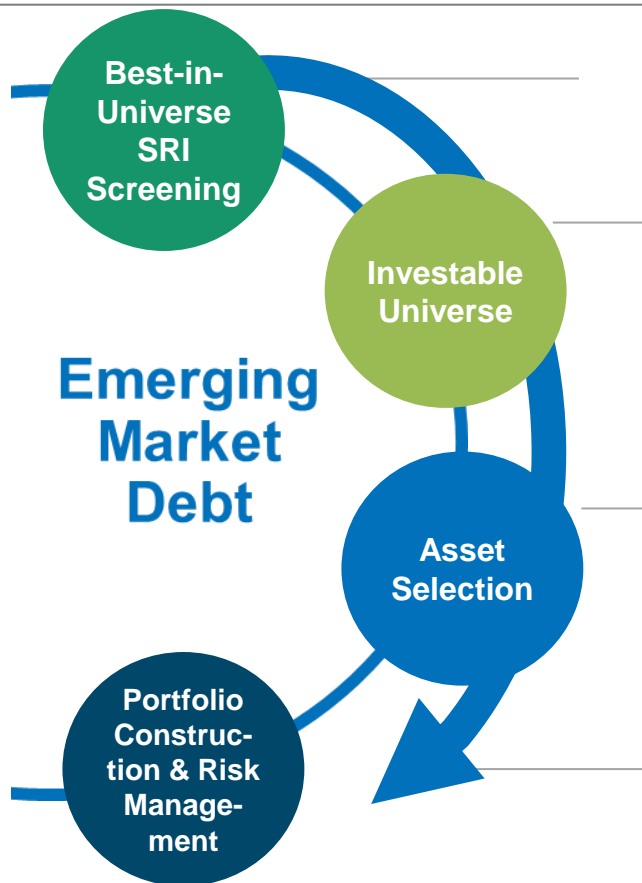 Best-in-
Universe
SRI
Screening
Investable
Universe
Emerging
Market
Debt
Asset
Selection
Portfolio
Construc-
tion & Risk
Manage-
ment